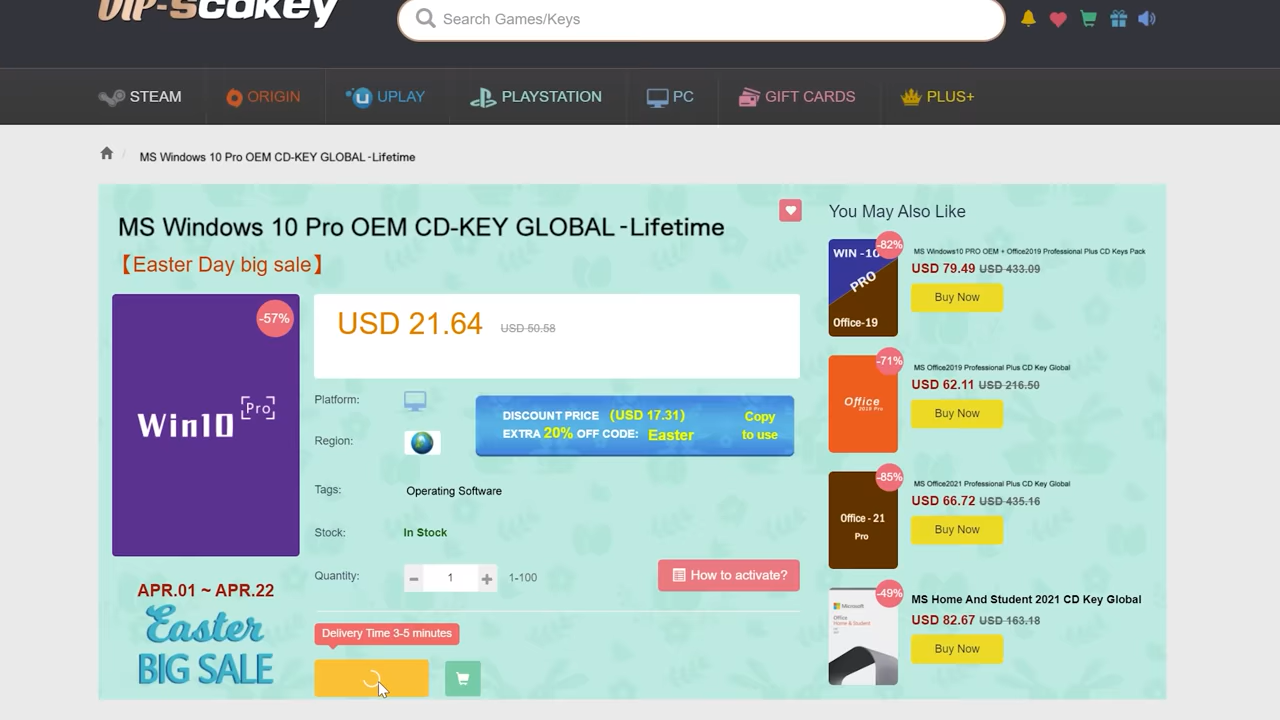 VIP-Scdkey
Search Games/Keys
STEAM
ORIGIN
UPLAY
PLAYSTATION
PC
GIFT CARDS
PLUS+
MS Windows 10 Pro OEM CD-KEY GLOBAL -Lifetime
MS Windows 10 Pro OEM CD-KEY GLOBAL -Lifetime
【Easter Day big sale】
-57%
Win10 [Pro]
USD 21.64 USD 50.58
Platform:
Region:
DISCOUNT PRICE (USD 17.31)
EXTRA 20% OFF CODE: Easter
Copy
to use
Tags: Operating Software
Stock: In Stock
Quantity: 1 1-100
How to activate?
Delivery Time 3-5 minutes
APR.01 ~ APR.22
Easter
BIG SALE
You May Also Like
-82%
WIN -10
PRO
Office-19
MS Windows10 PRO OEM + Office2019 Professional Plus CD Keys Pack
USD 79.49 USD 433.09
Buy Now
-71%
Office
2019 Pro
MS Office2019 Professional Plus CD Key Global
USD 62.11 USD 216.50
Buy Now
-85%
Office - 21
Pro
MS Office2021 Professional Plus CD Key Global
USD 66.72 USD 435.16
Buy Now
-49%
Microsoft
Office
Home & Student
MS Home And Student 2021 CD Key Global
USD 82.67 USD 163.18
Buy Now